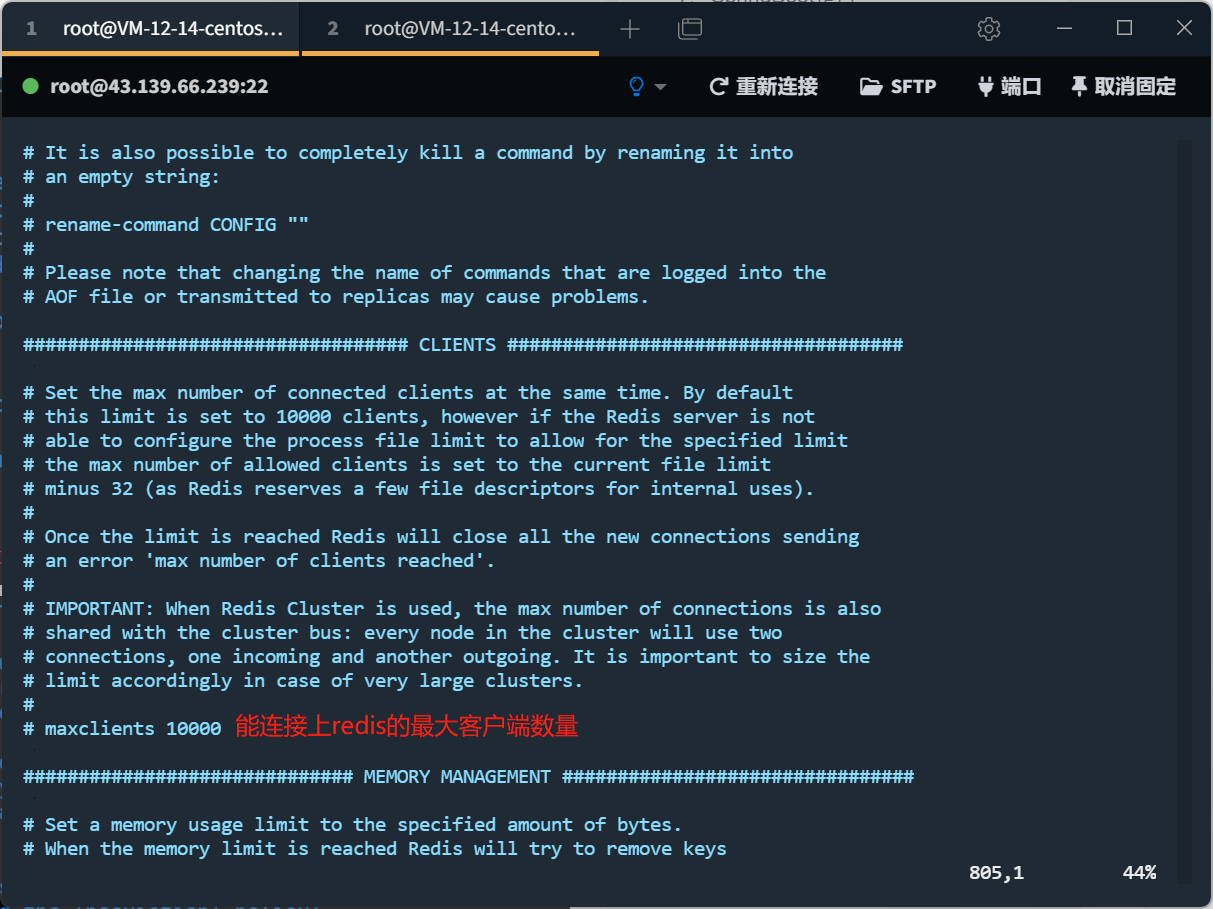 1 root@VM-12-14-centos… 2 root@VM-12-14-cento…
root@43.139.66.239:22 重新连接 SFTP 端口 取消固定
# It is also possible to completely kill a command by renaming it into
# an empty string:
#
# rename-command CONFIG ""
#
# Please note that changing the name of commands that are logged into the
# AOF file or transmitted to replicas may cause problems.
################################### CLIENTS ####################################
# Set the max number of connected clients at the same time. By default
# this limit is set to 10000 clients, however if the Redis server is not
# able to configure the process file limit to allow for the specified limit
# the max number of allowed clients is set to the current file limit
# minus 32 (as Redis reserves a few file descriptors for internal uses).
#
# Once the limit is reached Redis will close all the new connections sending
# an error 'max number of clients reached'.
#
# IMPORTANT: When Redis Cluster is used, the max number of connections is also
# shared with the cluster bus: every node in the cluster will use two
# connections, one incoming and another outgoing. It is important to size the
# limit accordingly in case of very large clusters.
#
# maxclients 10000 能连接上redis的最大客户端数量
############################## MEMORY MANAGEMENT ################################
# Set a memory usage limit to the specified amount of bytes.
# When the memory limit is reached Redis will try to remove keys
805,1 44%